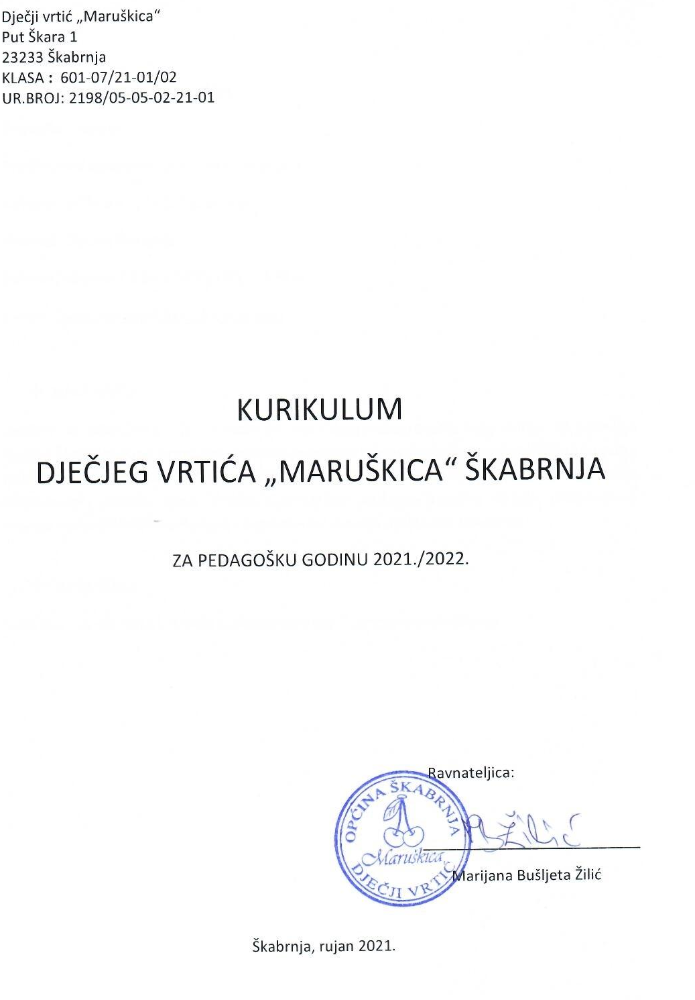 Dječji vrtić „Maruškica“
Put Škara 1
23233 Škabrnja
KLASA :  601-07/21-01/02
UR.BROJ: 2198/05-05-02-21-01
KURIKULUM
DJEČJEG VRTIĆA „MARUŠKICA“ ŠKABRNJA
ZA PEDAGOŠKU GODINU 2021./2022.
Ravnateljica:
OPĆINA ŠKABRNJA
Maruškica
DJEČJI VRTIĆ
BŽilić
Marijana Bušljeta Žilić
Škabrnja, rujan 2021.